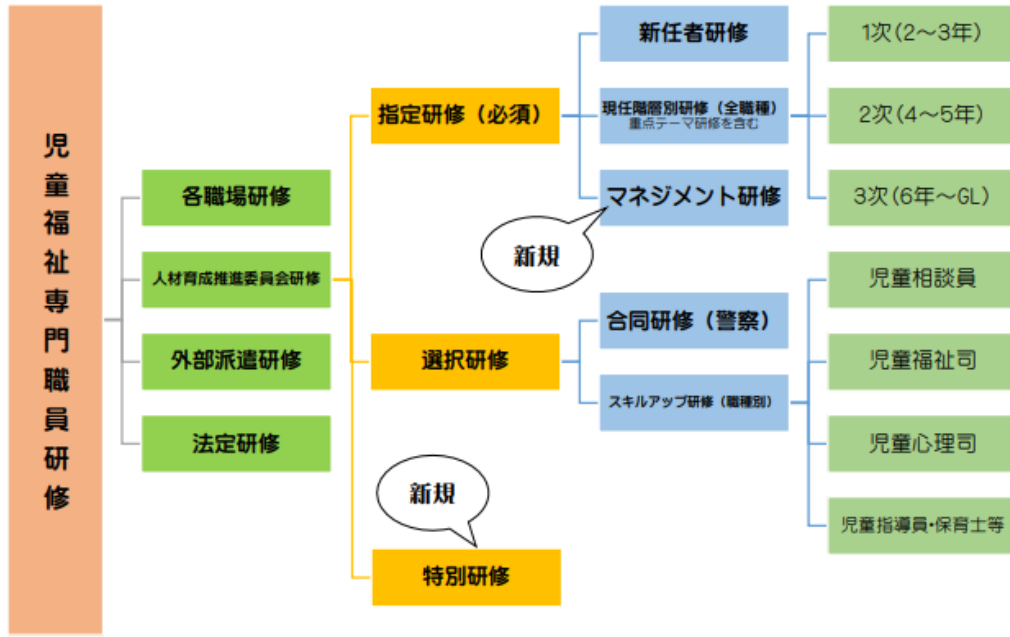 児童福祉専門職員研修
各職場研修
人材育成推進委員会研修
外部派遣研修
法定研修
指定研修（必須）
選択研修
新規
特別研修
新任者研修
現任階層別研修（全職種）
重点テーマ研修を含む
マネジメント研修
新規
合同研修（警察）
スキルアップ研修（職種別）
1次(2～3年)
2次(4～5年)
3次(6年～GL)
児童相談員
児童福祉司
児童心理司
児童指導員・保育士等